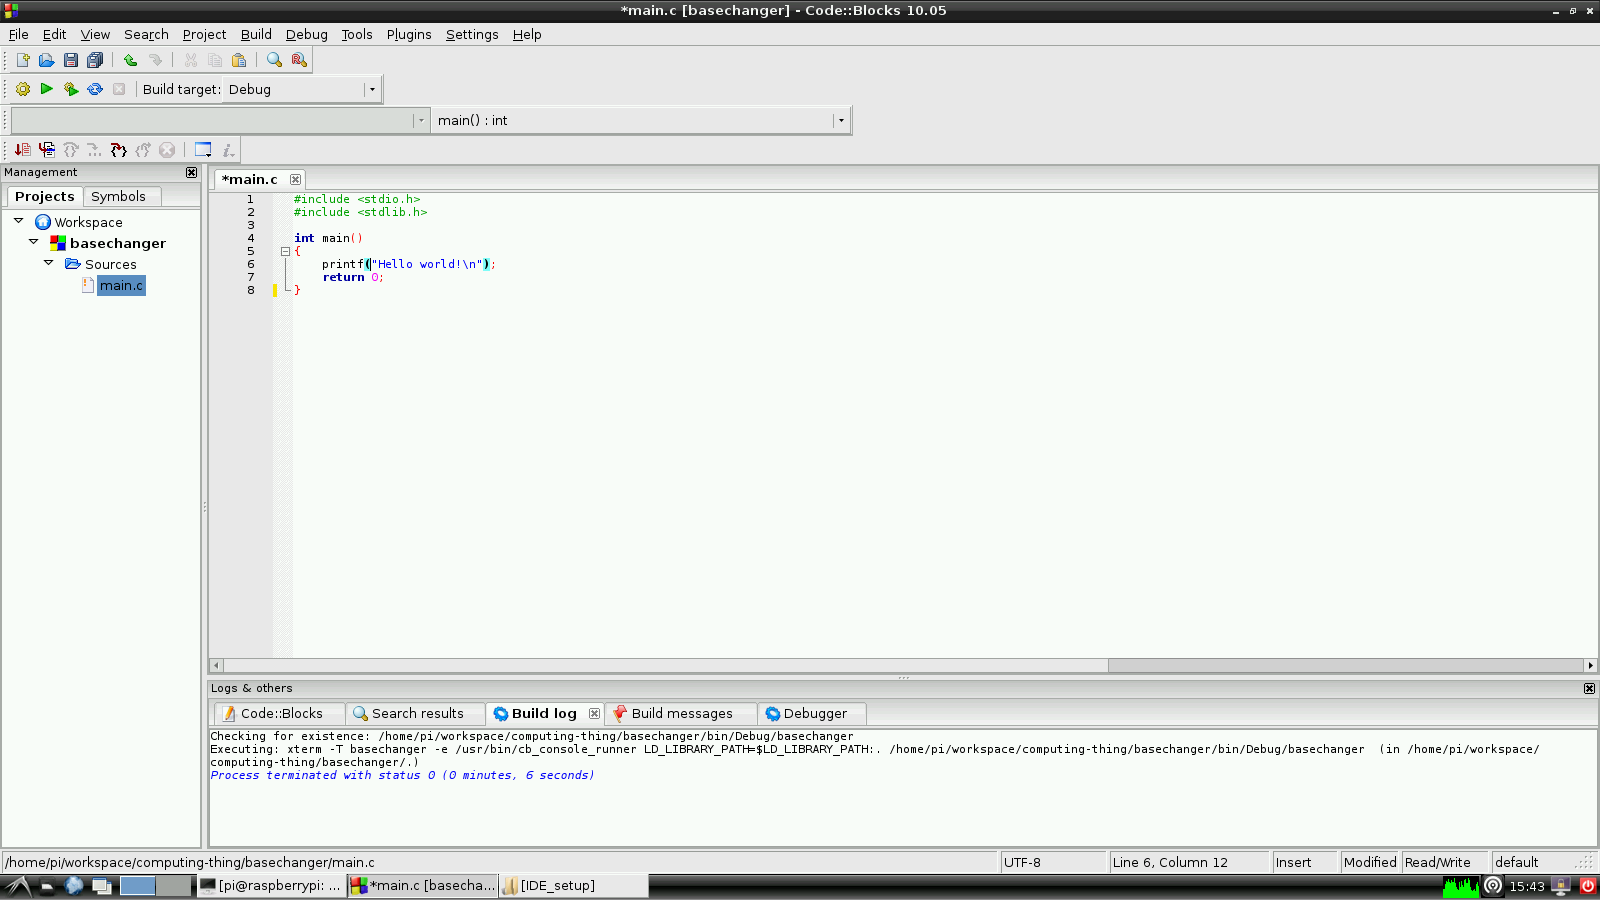 *main.c [basechanger] - Code::Blocks 10.05
File Edit View Search Project Build Debug Tools Plugins Settings Help
Build target: Debug
main() : int
Management
Projects Symbols
Workspace
basechanger
Sources
main.c
*main.c
1 #include <stdio.h>
2 #include <stdlib.h>
3
4 int main()
5 {
6 printf("Hello world!\n");
7 return 0;
8 }
Logs & others
Code::Blocks Search results Build log Build messages Debugger
Checking for existence: /home/pi/workspace/computing-thing/basechanger/bin/Debug/basechanger
Executing: xterm -T basechanger -e /usr/bin/cb_console_runner LD_LIBRARY_PATH=$LD_LIBRARY_PATH:. /home/pi/workspace/computing-thing/basechanger/bin/Debug/basechanger (in /home/pi/workspace/
computing-thing/basechanger/.)
Process terminated with status 0 (0 minutes, 6 seconds)
/home/pi/workspace/computing-thing/basechanger/main.c UTF-8 Line 6, Column 12 Insert Modified Read/Write default
[pi@raspberrypi: ... *main.c [basecha... [IDE_setup] 15:43